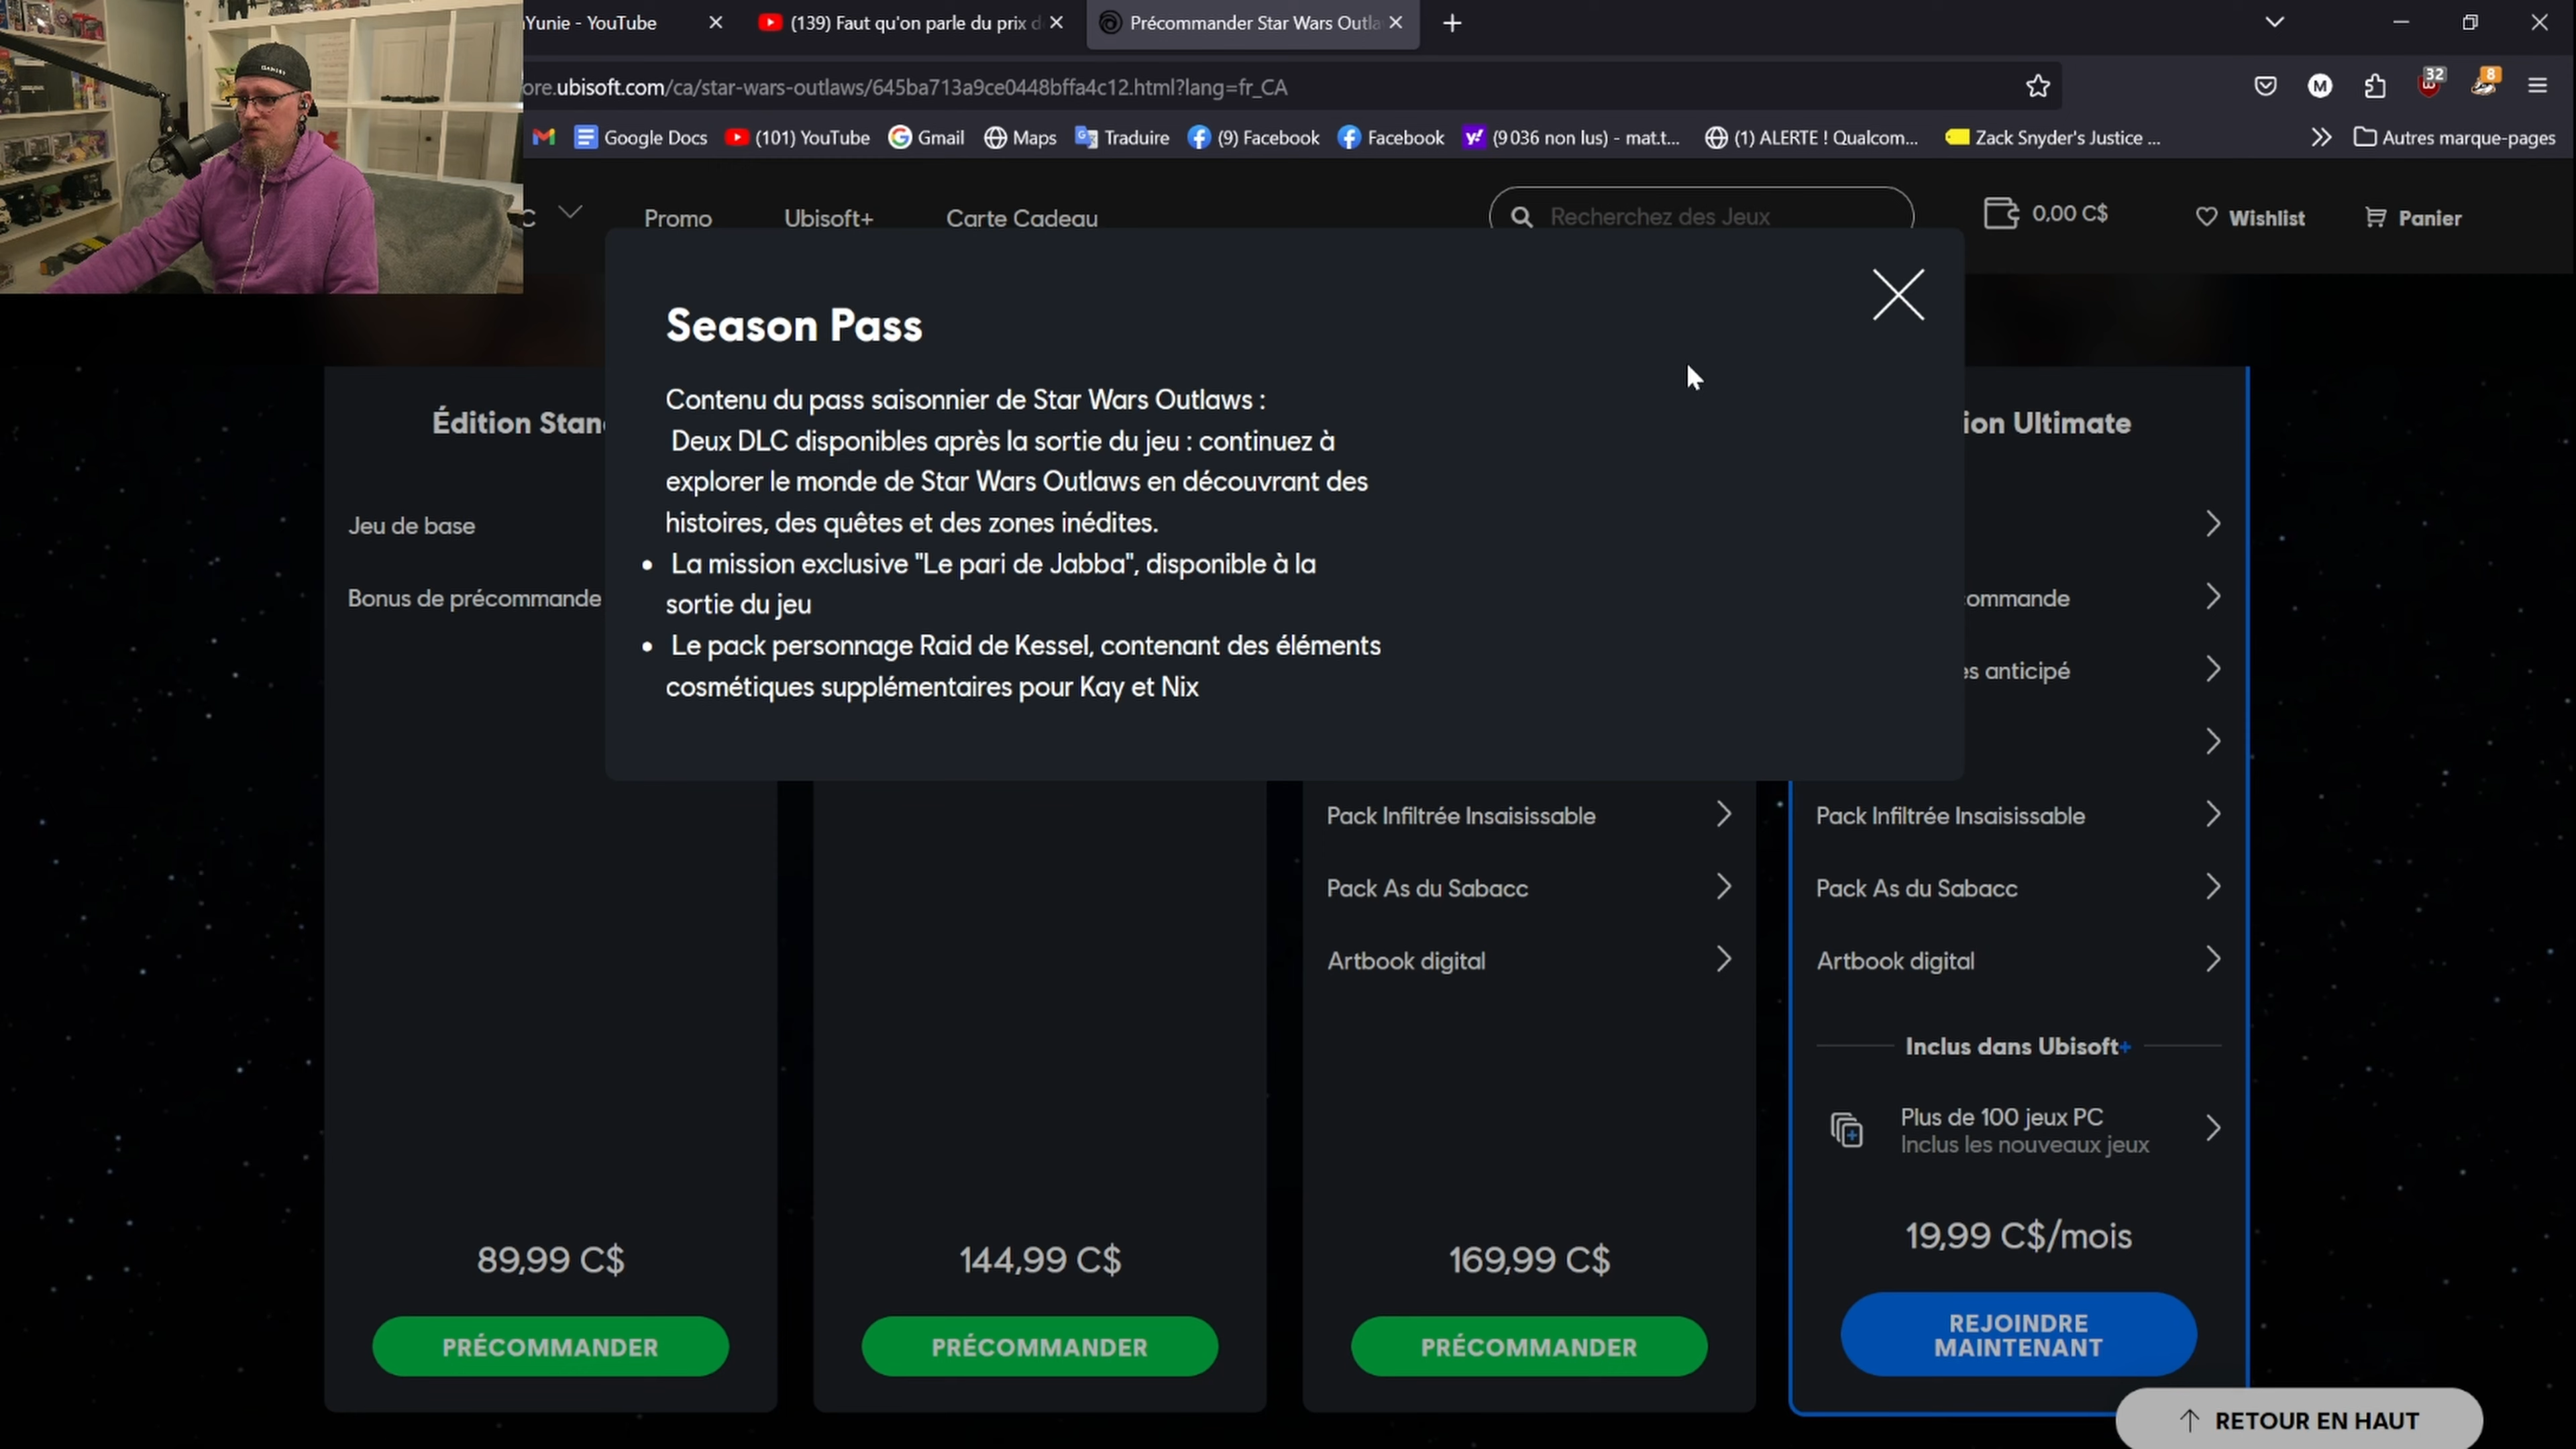 Yunie - YouTube
(139) Faut qu'on parle du prix d
Précommander Star Wars Outla
ore.ubisoft.com/ca/star-wars-outlaws/645ba713a9ce0448bffa4c12.html?lang=fr_CA
M
32
8
Google Docs
(101) YouTube
Gmail
Maps
Traduire
(9) Facebook
Facebook
(9 036 non lus) - mat.t...
(1) ALERTE ! Qualcom...
Zack Snyder's Justice ...
Autres marque-pages
C
Promo
Ubisoft+
Carte Cadeau
Recherchez des Jeux
0,00 C$
Wishlist
Panier
Season Pass
Contenu du pass saisonnier de Star Wars Outlaws :
Deux DLC disponibles après la sortie du jeu : continuez à
explorer le monde de Star Wars Outlaws en découvrant des
histoires, des quêtes et des zones inédites.
• La mission exclusive "Le pari de Jabba", disponible à la
sortie du jeu
• Le pack personnage Raid de Kessel, contenant des éléments
cosmétiques supplémentaires pour Kay et Nix
Édition Stan
Jeu de base
Bonus de précommande
89,99 C$
PRÉCOMMANDER
144,99 C$
PRÉCOMMANDER
Pack Infiltrée Insaisissable
Pack As du Sabacc
Artbook digital
169,99 C$
PRÉCOMMANDER
ion Ultimate
commande
s anticipé
Pack Infiltrée Insaisissable
Pack As du Sabacc
Artbook digital
Inclus dans Ubisoft+
Plus de 100 jeux PC
Inclus les nouveaux jeux
19,99 C$/mois
REJOINDRE
MAINTENANT
RETOUR EN HAUT